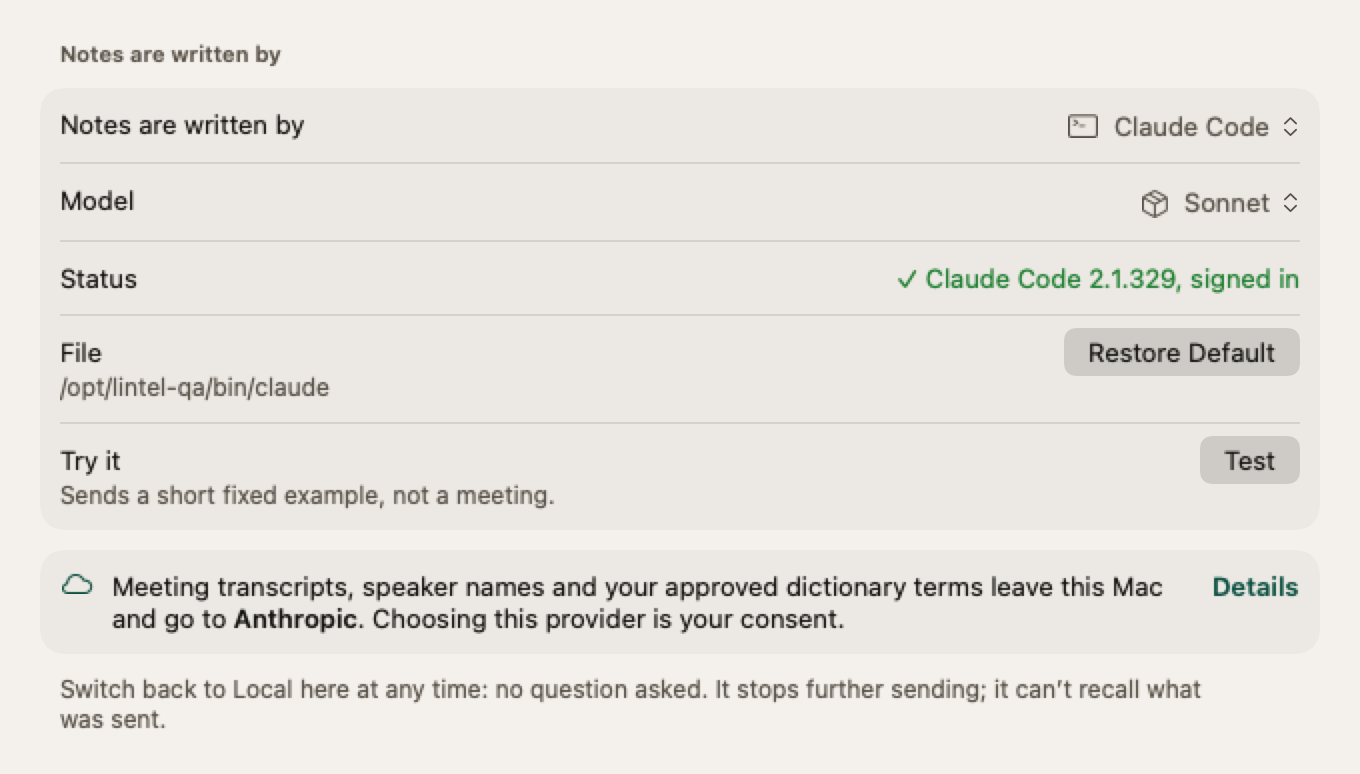 Notes are written by
Notes are written by
Claude Code
Model
Sonnet
Status
✓ Claude Code 2.1.329, signed in
File
Restore Default
/opt/lintel-qa/bin/claude
Try it
Test
Sends a short fixed example, not a meeting.
Meeting transcripts, speaker names and your approved dictionary terms leave this Mac
Details
and go to Anthropic. Choosing this provider is your consent.
Switch back to Local here at any time: no question asked. It stops further sending; it can’t recall what
was sent.